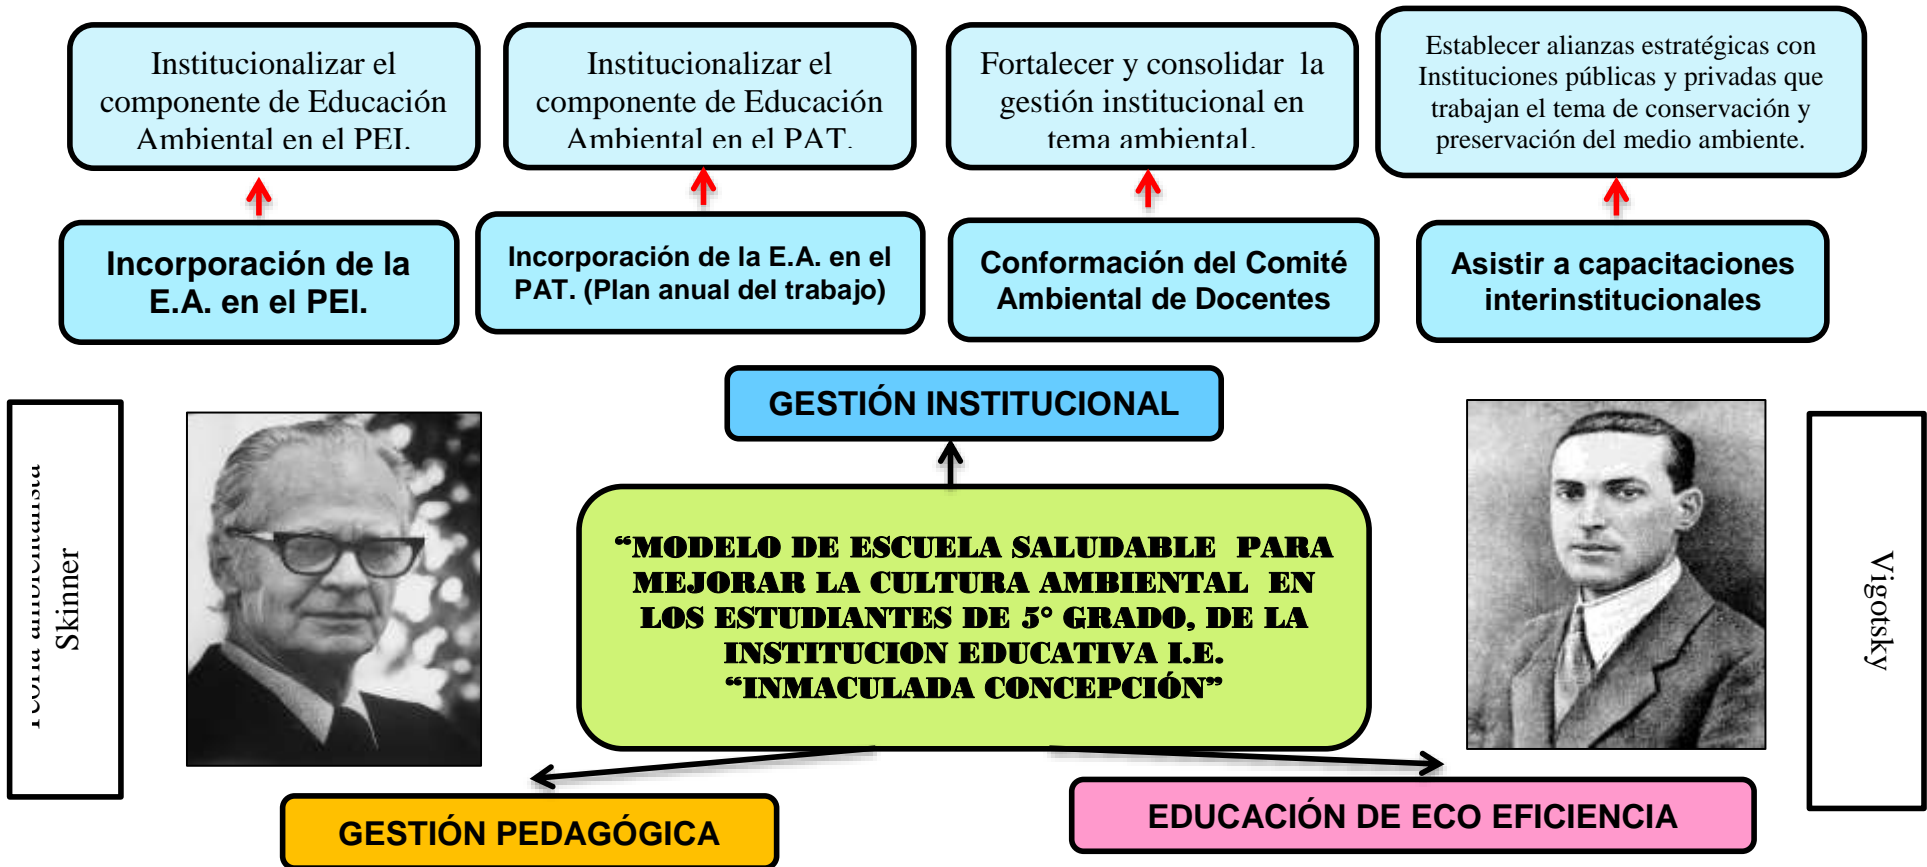 Institucionalizar el
componente de Educación
Ambiental en el PEI.
Institucionalizar el
componente de Educación
Ambiental en el PAT.
Fortalecer y consolidar la
gestión institucional en
tema ambiental.
Establecer alianzas estratégicas con
Instituciones públicas y privadas que
trabajan el tema de conservación y
preservación del medio ambiente.
Incorporación de la
E.A. en el PEI.
Incorporación de la E.A. en el
PAT. (Plan anual del trabajo)
Conformación del Comité
Ambiental de Docentes
Asistir a capacitaciones
interinstitucionales
GESTIÓN INSTITUCIONAL
Teoría ambientalista
Skinner
“MODELO DE ESCUELA SALUDABLE PARA
MEJORAR LA CULTURA AMBIENTAL EN
LOS ESTUDIANTES DE 5° GRADO, DE LA
INSTITUCION EDUCATIVA I.E.
“INMACULADA CONCEPCIÓN”
Vigotsky
GESTIÓN PEDAGÓGICA
EDUCACIÓN DE ECO EFICIENCIA